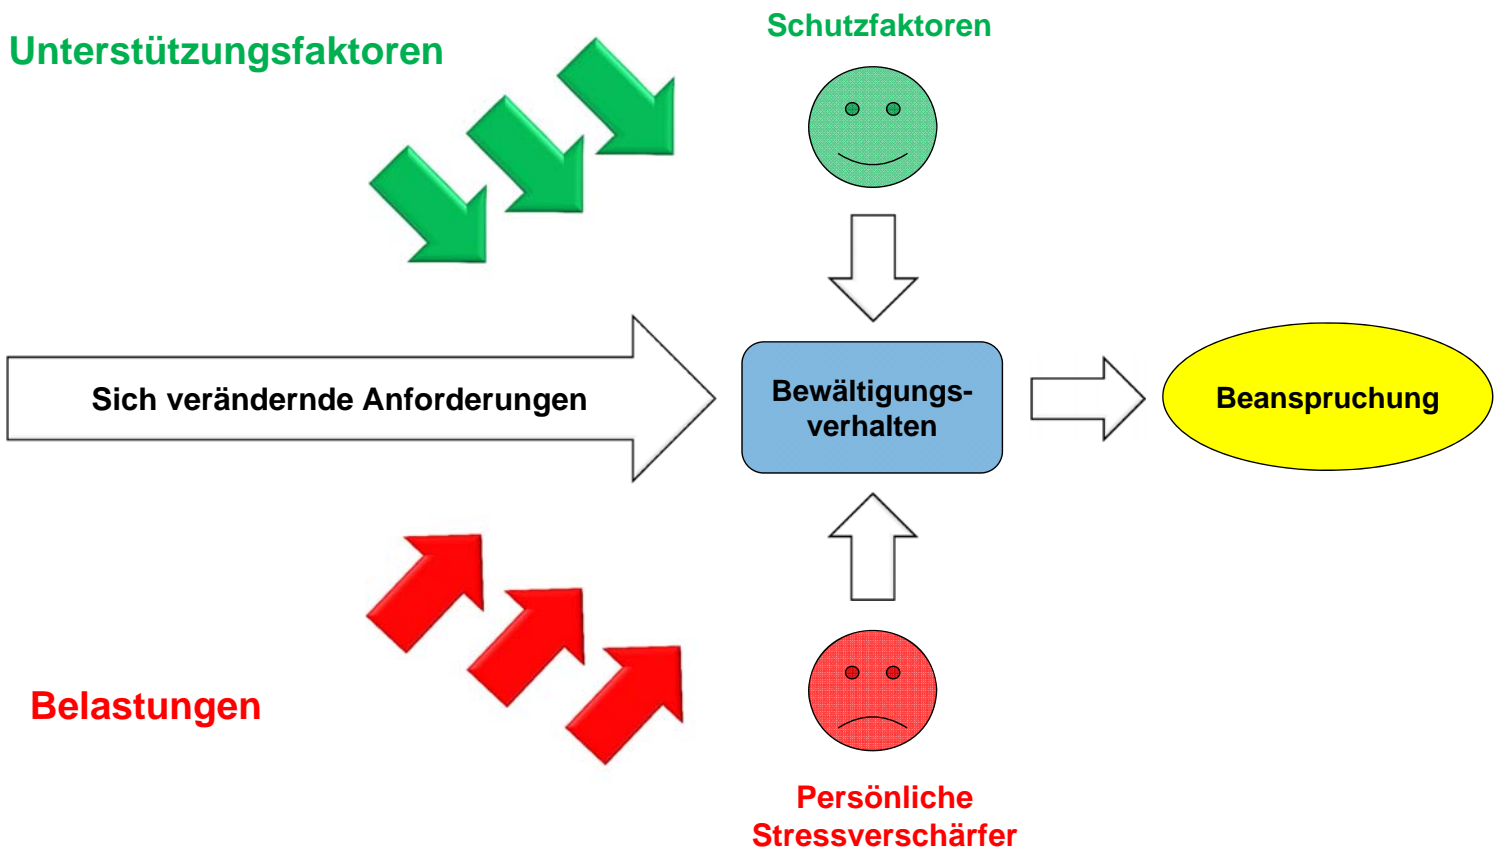 Schutzfaktoren
Unterstützungsfaktoren
Sich verändernde Anforderungen
Bewältigungs-
verhalten
Beanspruchung
Belastungen
Persönliche
Stressverschärfer